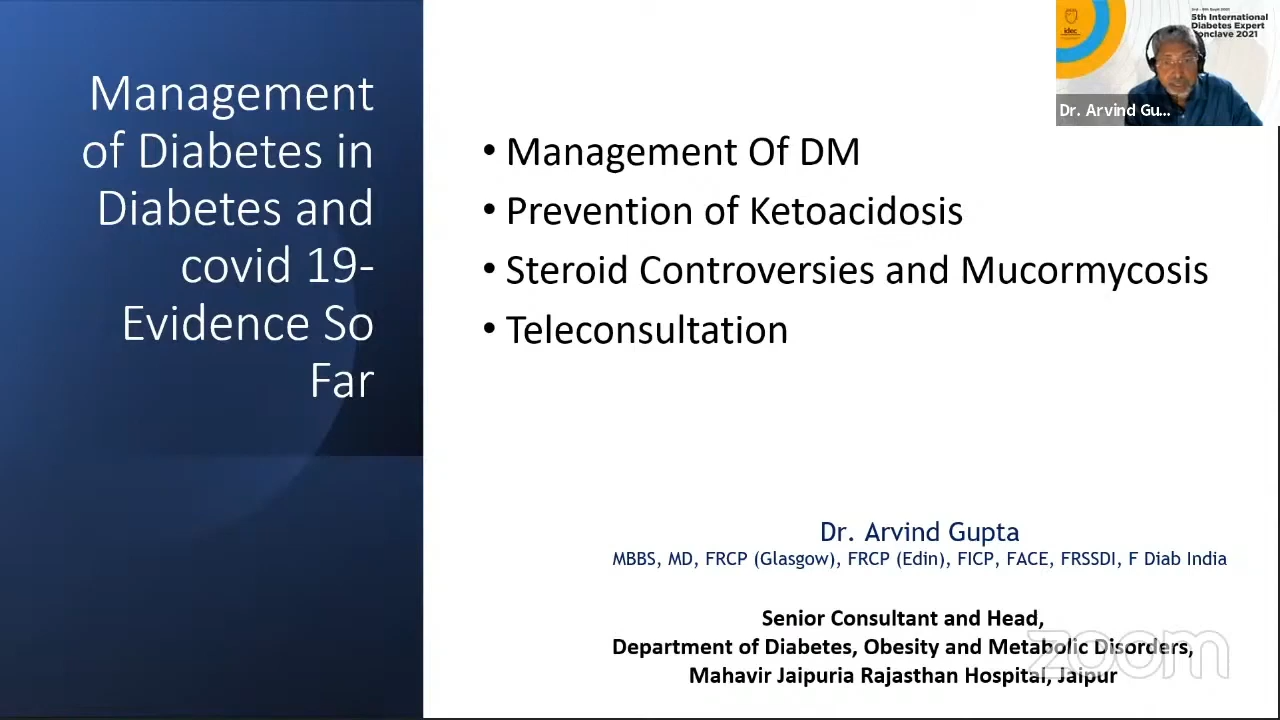 Management
of Diabetes in
Diabetes and
covid 19-
Evidence So
Far
• Management Of DM
• Prevention of Ketoacidosis
• Steroid Controversies and Mucormycosis
• Teleconsultation
Dr. Arvind Gupta
MBBS, MD, FRCP (Glasgow), FRCP (Edin), FICP, FACE, FRSSDI, F Diab India
Senior Consultant and Head,
Department of Diabetes, Obesity and Metabolic Disorders,
Mahavir Jaipuria Rajasthan Hospital, Jaipur
zoom
idec
5th International
Diabetes Expert
Conclave 2021
Dr. Arvind Gu...